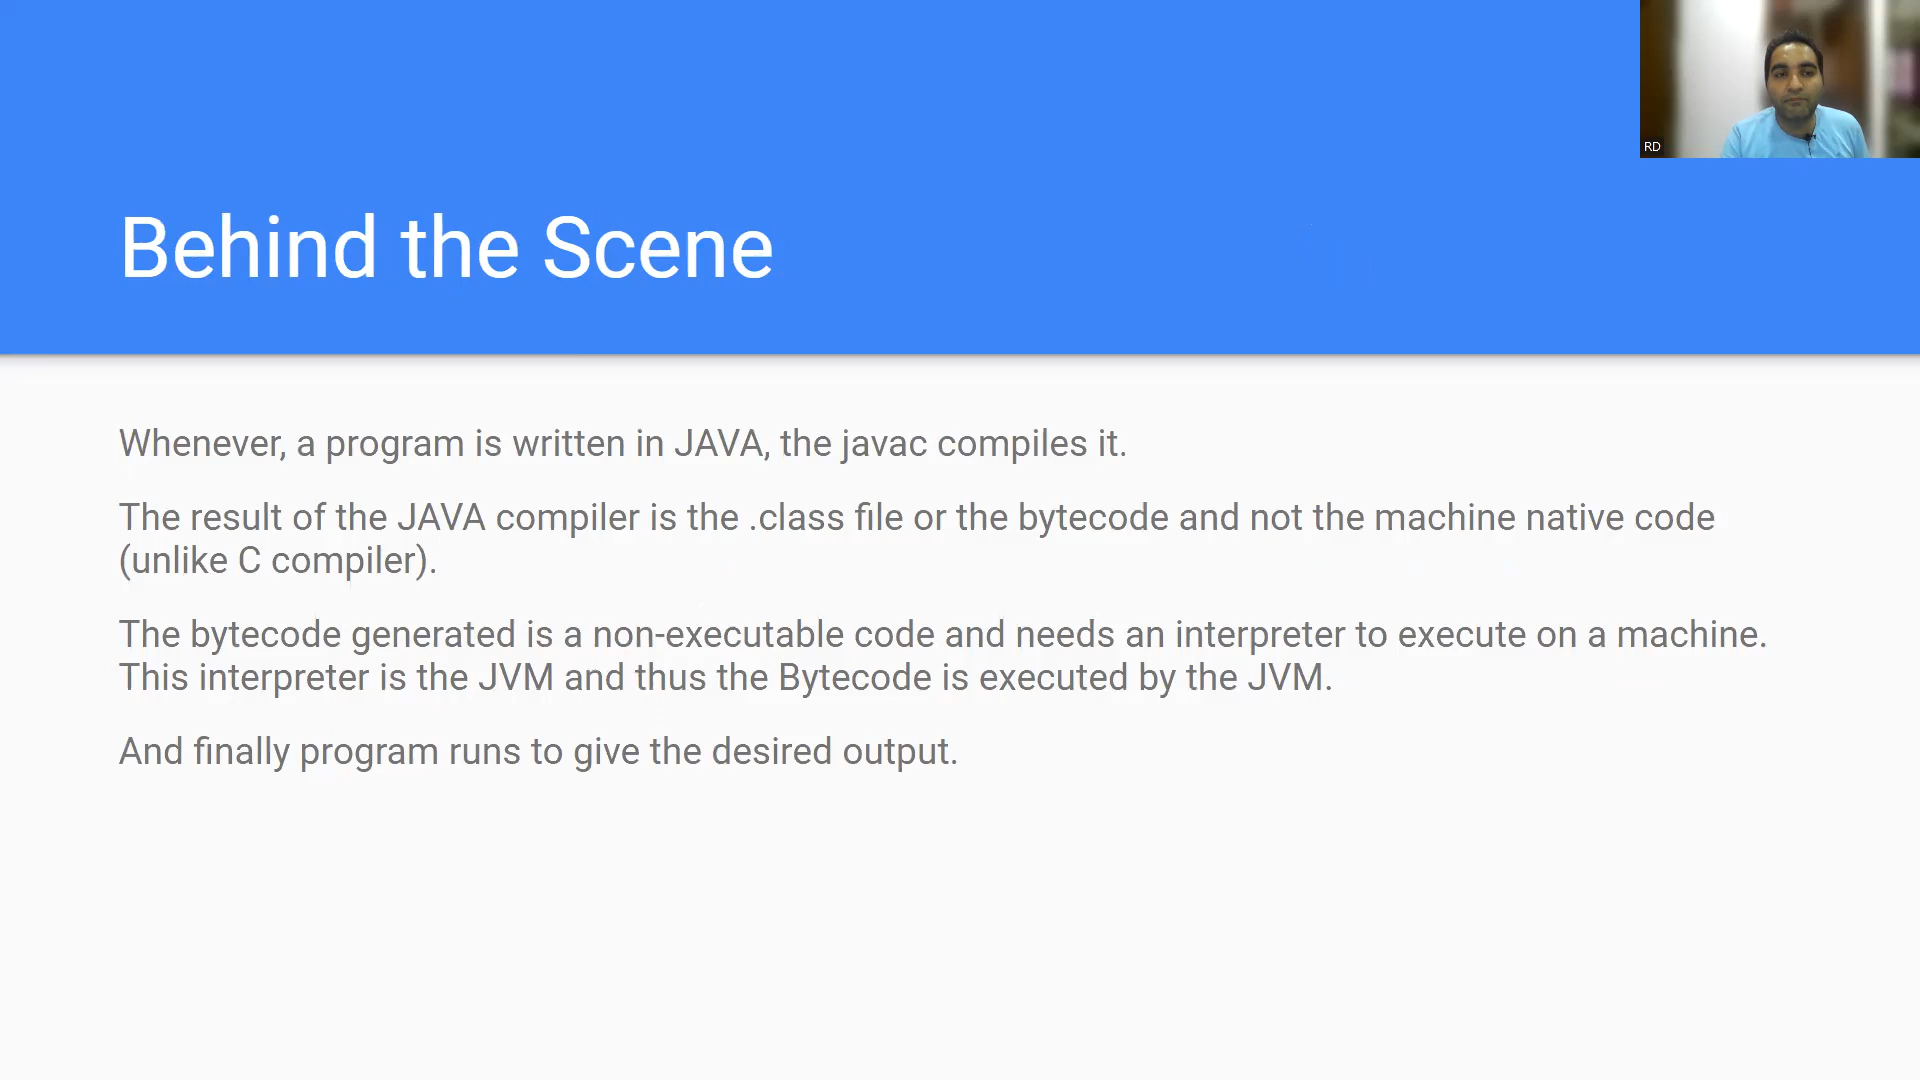 RD
Behind the Scene
Whenever, a program is written in JAVA, the javac compiles it.
The result of the JAVA compiler is the .class file or the bytecode and not the machine native code
(unlike C compiler).
The bytecode generated is a non-executable code and needs an interpreter to execute on a machine.
This interpreter is the JVM and thus the Bytecode is executed by the JVM.
And finally program runs to give the desired output.